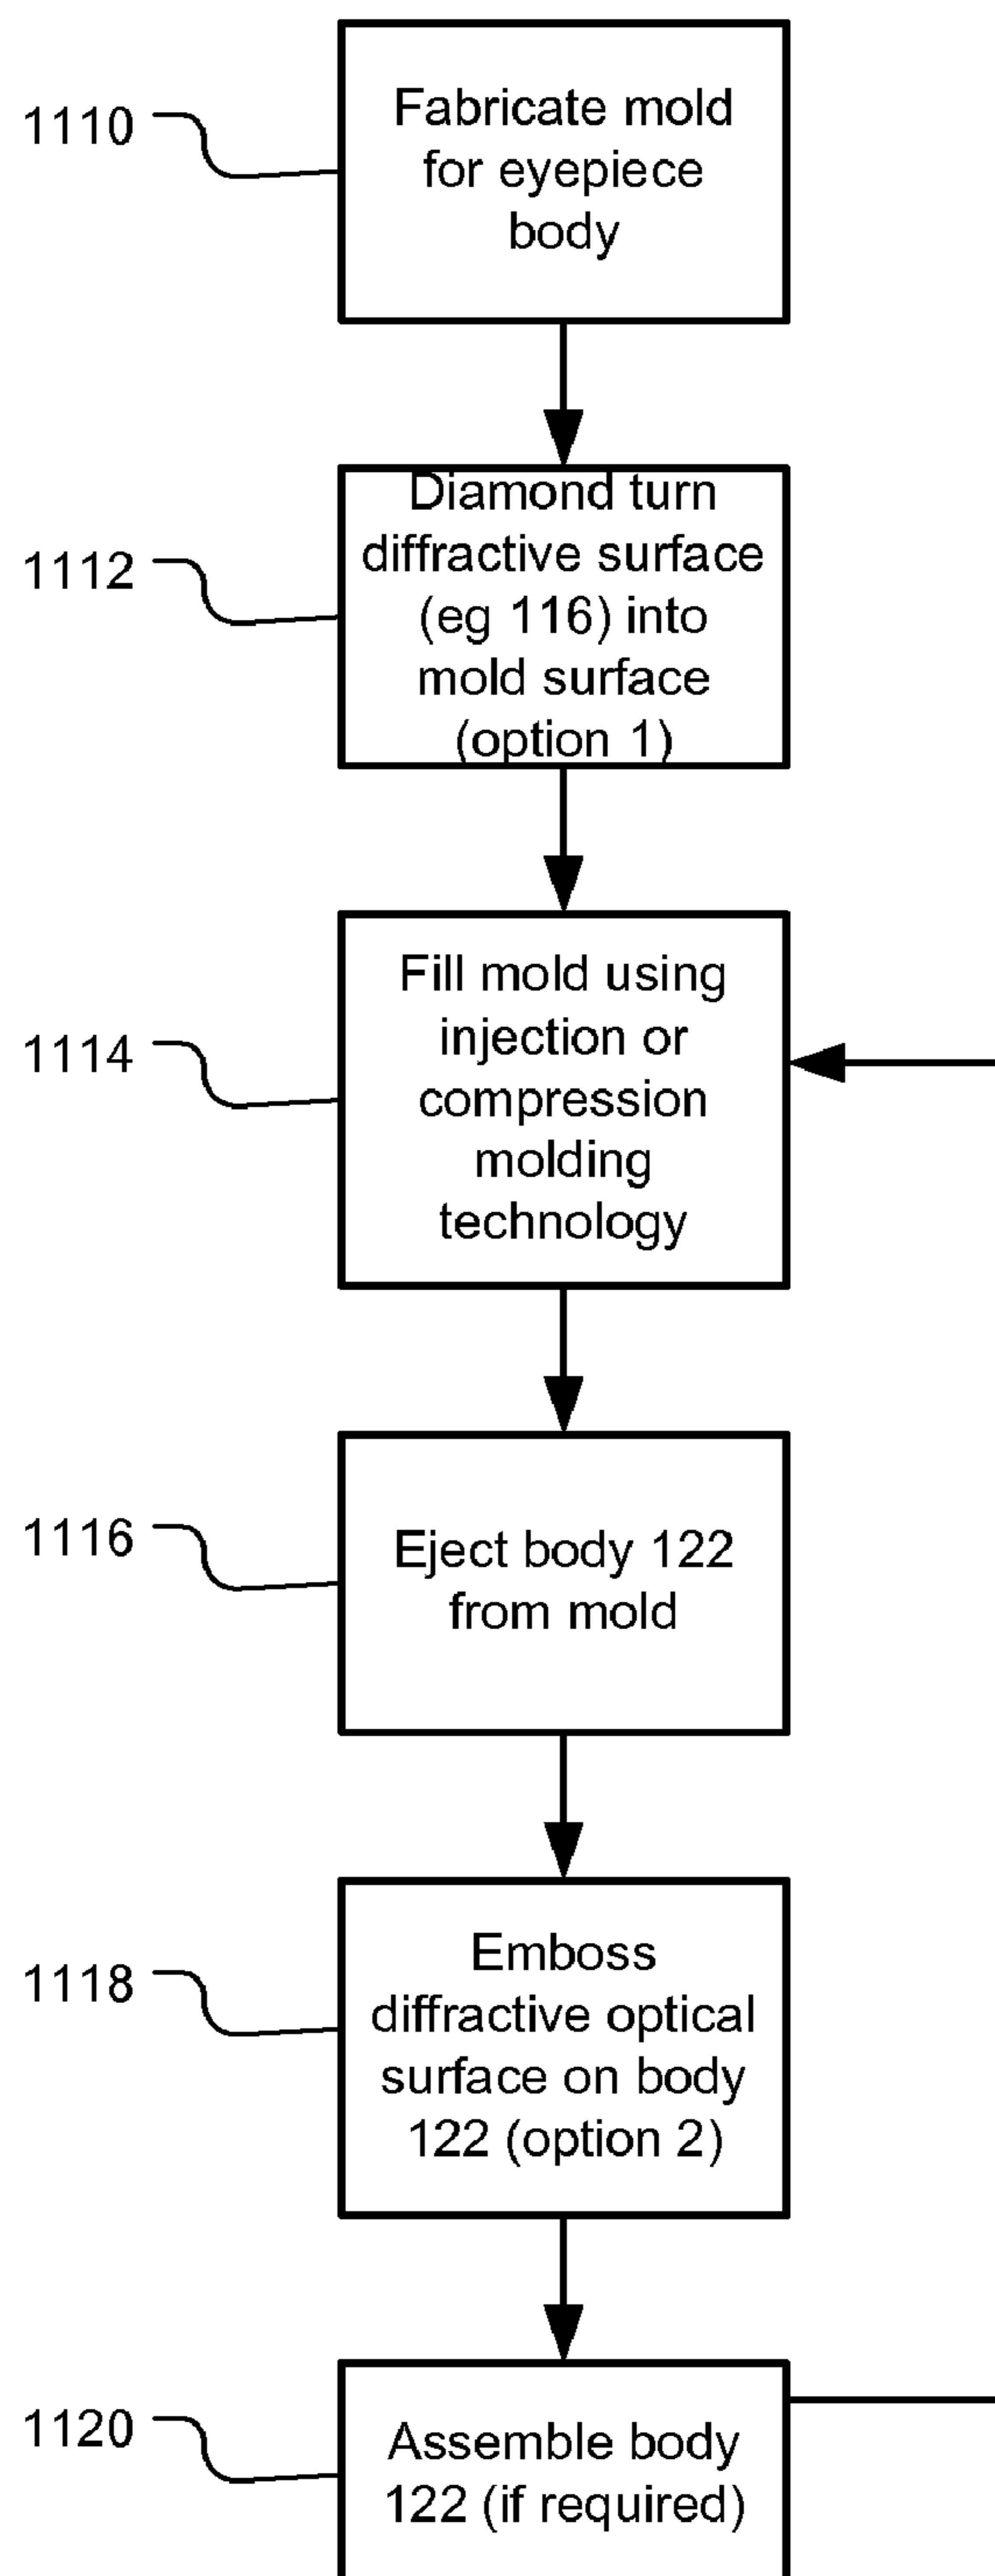 1110
Fabricate mold
for eyepiece
body
1112
Diamond turn
diffractive surface
(eg 116) into
mold surface
(option 1)
1114
Fill mold using
injection or
compression
molding
technology
1116
Eject body 122
from mold
1118
Emboss
diffractive optical
surface on body
122 (option 2)
1120
Assemble body
122 (if required)